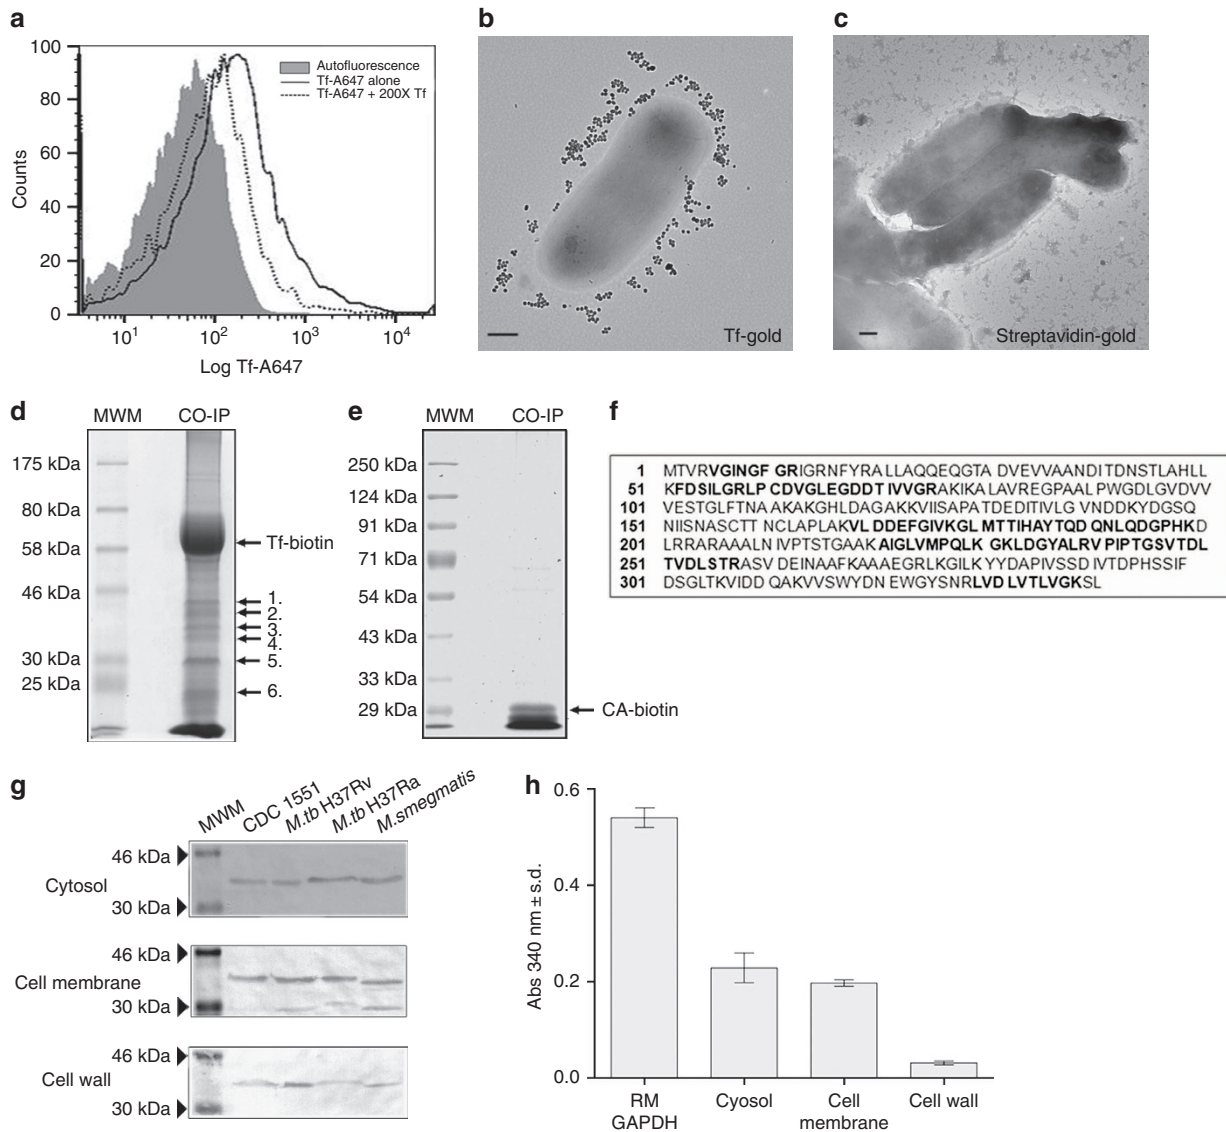 a
100
80
60
40
20
0
Counts
10¹
10²
10³
10⁴
Log Tf-A647
Autofluorescence
Tf-A647 alone
Tf-A647 + 200X Tf
b
Tf-gold
c
Streptavidin-gold
d
MWM CO-IP
175 kDa
80 kDa
58 kDa
46 kDa
30 kDa
25 kDa
Tf-biotin
1.
2.
3.
4.
5.
6.
e
MWM CO-IP
250 kDa
124 kDa
91 kDa
71 kDa
54 kDa
43 kDa
33 kDa
29 kDa
CA-biotin
f
1 MTVRVGINGF GRIGRNFYRA LLAQQEQGTA DVEVVAANDI TDNSTLAHLL
51 KFDSILGRLP CDVGLEGDDT IVVGRAKIKA LAVREGPAAL PWGDLGVDVV
101 VESTGLFTNA AKAKGHLDAG AKKVIISAPA TDEDITIVLG VNDDKYDGSQ
151 NIISNASCTT NCLAPLAKVL DDEFGIVKGL MTTIHAYTQD QNLQDGPHKD
201 LRRARAAALN IVPTSTGAAK AIGLVMPQLK GKLDGYALRV PIPTGSVTDL
251 TVDLSTRASV DEINAAFKAA AEGRLKGILK YYDAPIVSSD IVTDPHSSIF
301 DSGLTKVIDD QAKVVSWYDN EWGYSNRLVD LVTLVGKSL
g
MWM
CDC 1551
M.tb H37Rv
M.tb H37Ra
M.smegmatis
46 kDa
Cytosol
30 kDa
46 kDa
Cell membrane
30 kDa
46 kDa
Cell wall
30 kDa
h
0.6
0.4
0.2
0.0
Abs 340 nm ± s.d.
RM
GAPDH
Cyosol
Cell
membrane
Cell wall